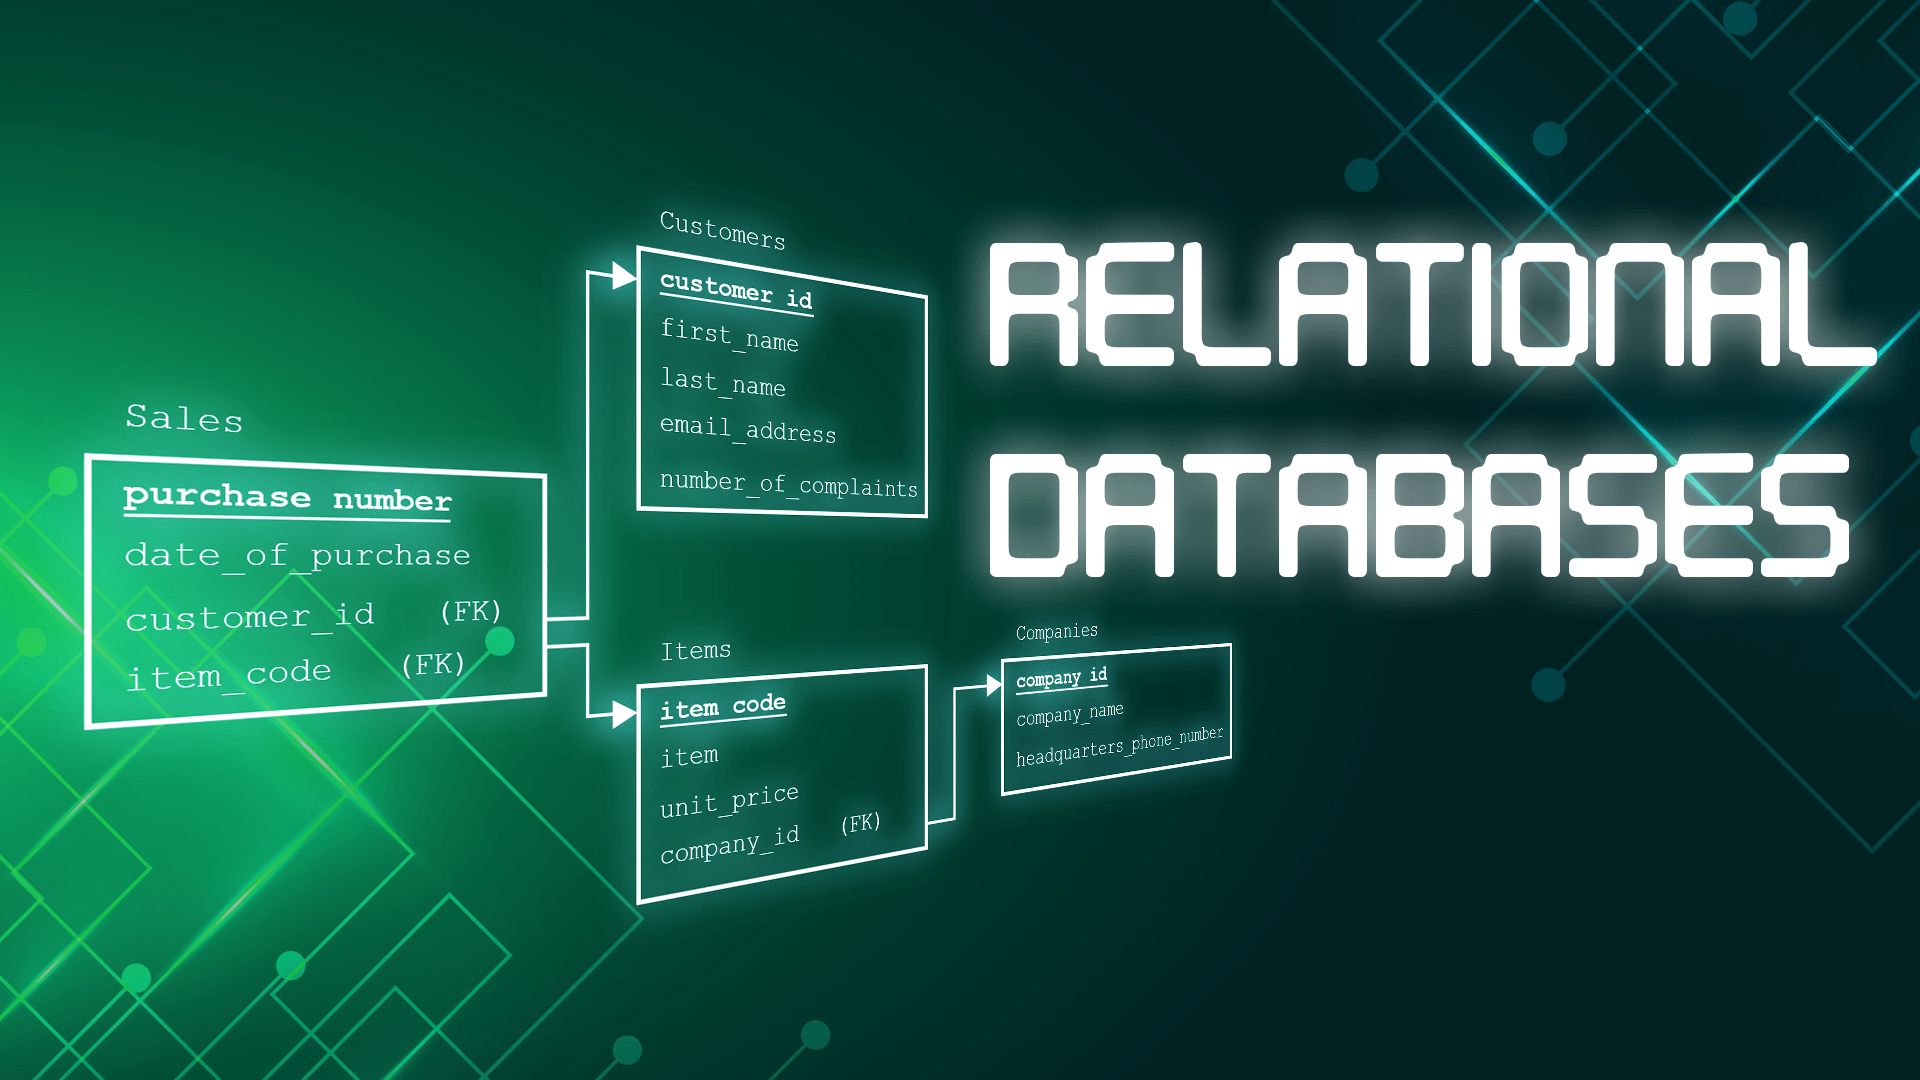 RELATIONAL
DATABASES
Sales
purchase number
date_of_purchase
customer_id (FK)
item_code (FK)
Customers
customer id
first_name
last_name
email_address
number_of_complaints
Items
item code
item
unit_price
company_id (FK)
Companies
company id
company_name
headquarters_phone_number